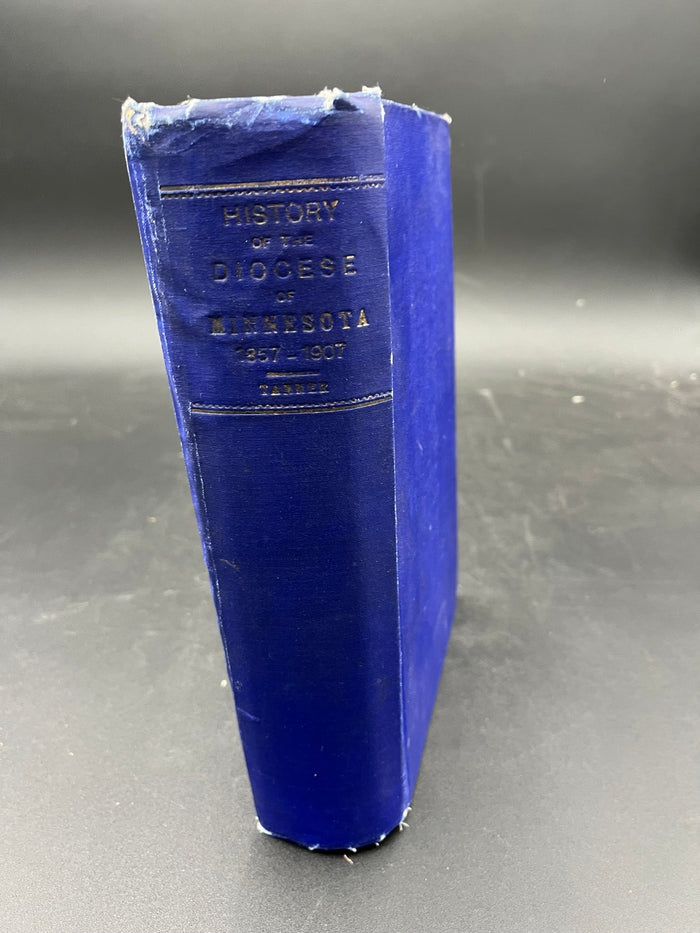 HISTORY
OF THE
DIOCESE
OF
MINNESOTA
1857-1907
TANNER